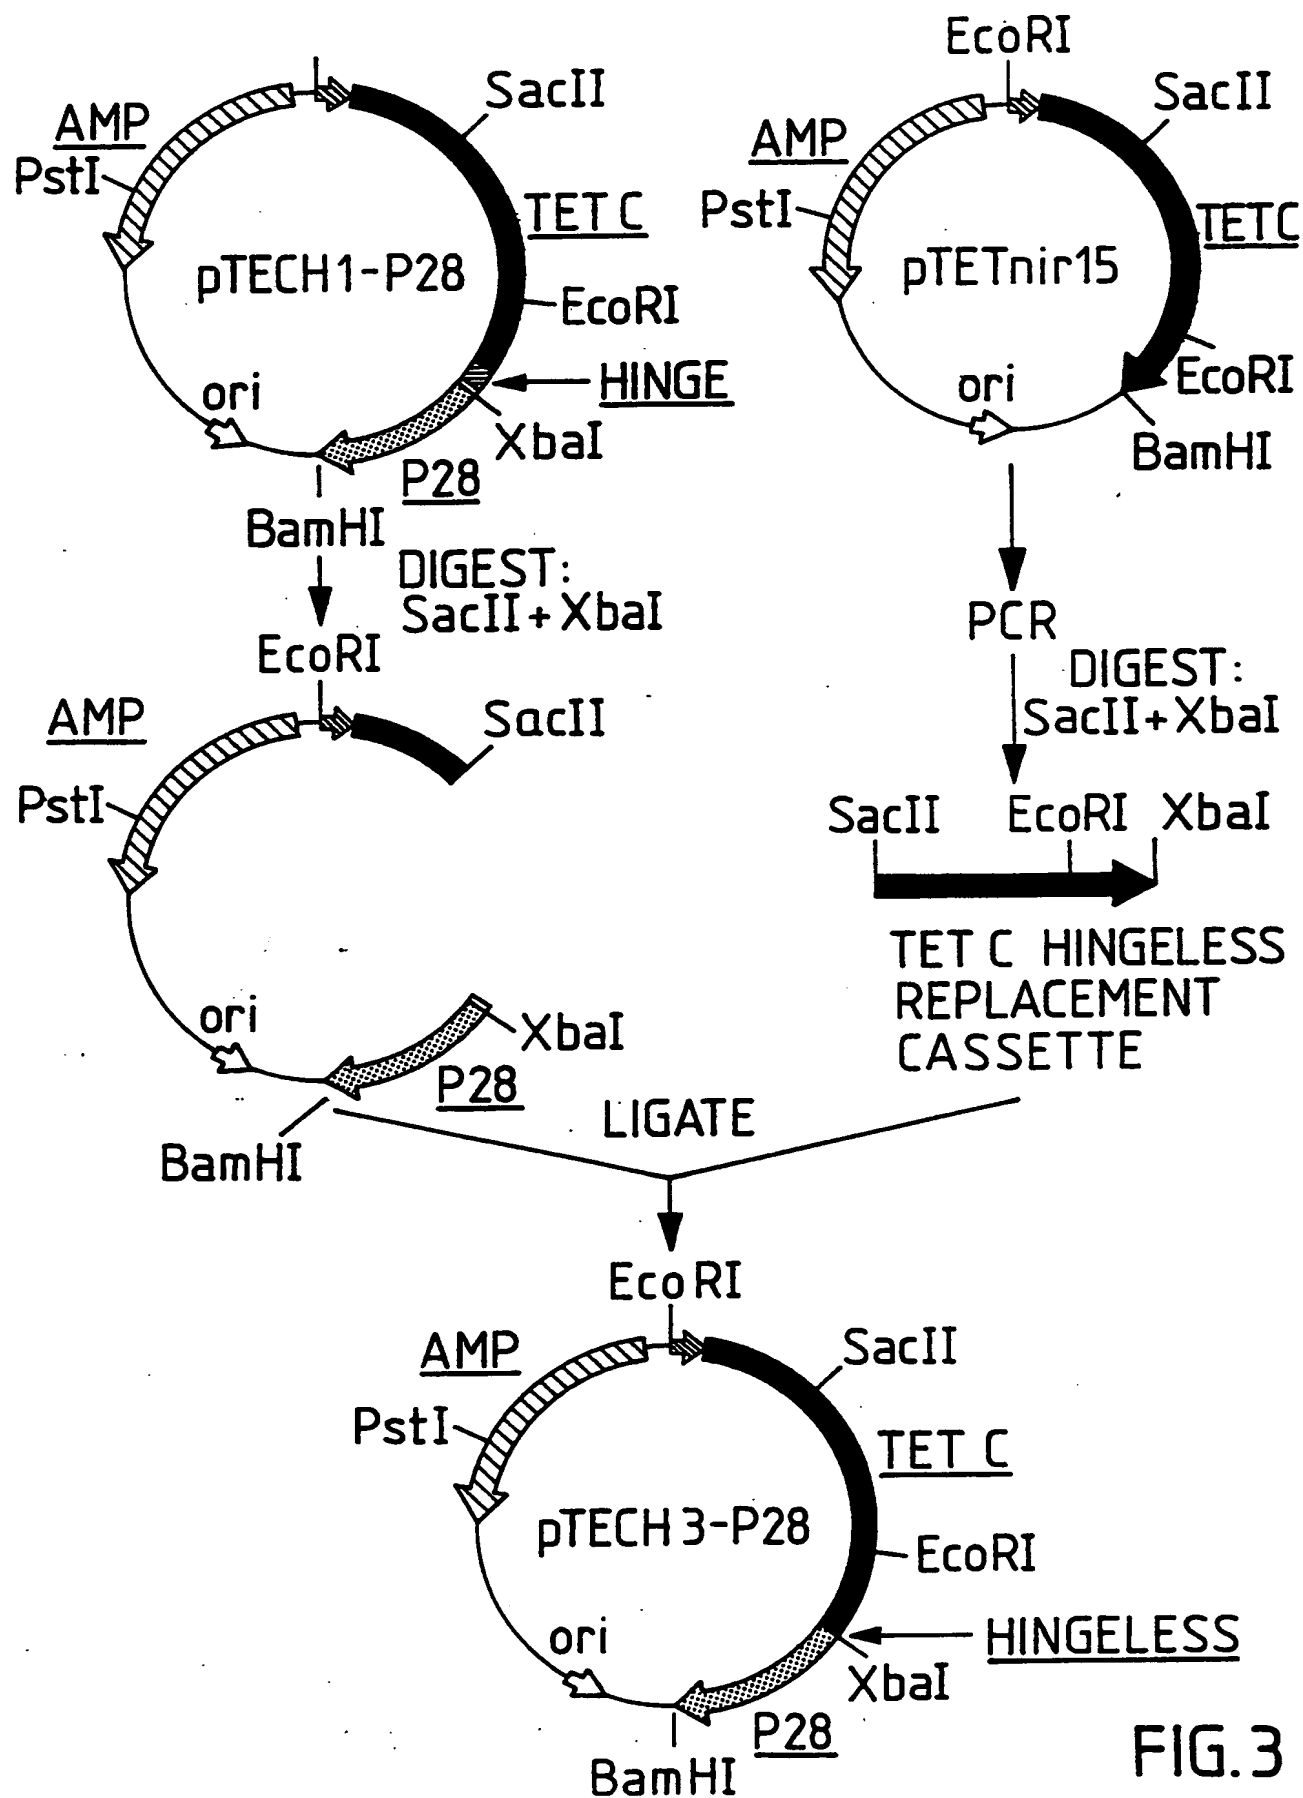 SacII
AMP
PstI
TET C
pTECH1-P28
EcoRI
HINGE
ori
XbaI
P28
BamHI
DIGEST:
SacII+XbaI
EcoRI
SacII
AMP
PstI
TETC
pTETnir15
EcoRI
ori
BamHI
PCR
DIGEST:
SacII+XbaI
EcoRI
AMP
SacII
PstI
ori
XbaI
P28
BamHI
SacII EcoRI XbaI
TET C HINGELESS
REPLACEMENT
CASSETTE
LIGATE
EcoRI
AMP
SacII
PstI
TET C
pTECH3-P28
EcoRI
ori
HINGELESS
XbaI
P28
BamHI
FIG.3